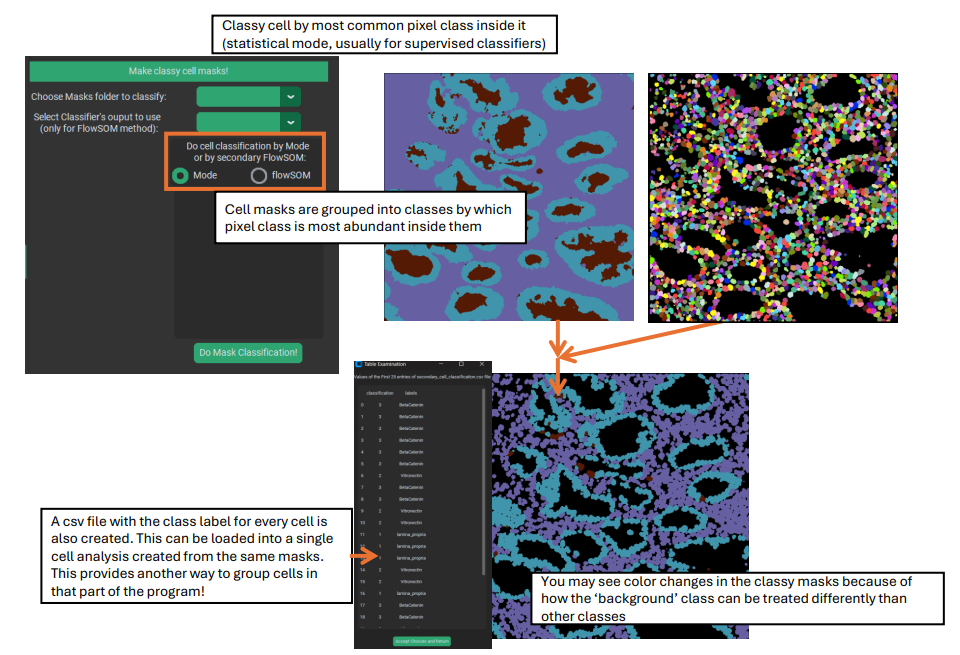 Classy cell by most common pixel class inside it
(statistical mode, usually for supervised classifiers)
Make classy cell masks!
Choose Masks folder to classify:
Select Classifier's ouput to use
(only for FlowSOM method):
Do cell classification by Mode
or by secondary FlowSOM:
Mode
flowSOM
Cell masks are grouped into classes by which
pixel class is most abundant inside them
Do Mask Classification!
Table Examination
Values of the First 25 entries of secondary_cell_classification.csv file
classification labels
0 3 BetaCatenin
1 3 BetaCatenin
2 3 BetaCatenin
3 3 BetaCatenin
4 3 BetaCatenin
5 3 BetaCatenin
6 2 Vitronectin
7 3 BetaCatenin
8 3 BetaCatenin
9 2 Vitronectin
10 2 Vitronectin
11 1 lamina_propria
1 lamina_propria
1 lamina_propria
14 2 Vitronectin
15 2 Vitronectin
16 1 lamina_propria
17 3 BetaCatenin
18 3 BetaCatenin
Accept Choices and Return
A csv file with the class label for every cell is
also created. This can be loaded into a single
cell analysis created from the same masks.
This provides another way to group cells in
that part of the program!
You may see color changes in the classy masks because of
how the ‘background’ class can be treated differently than
other classes